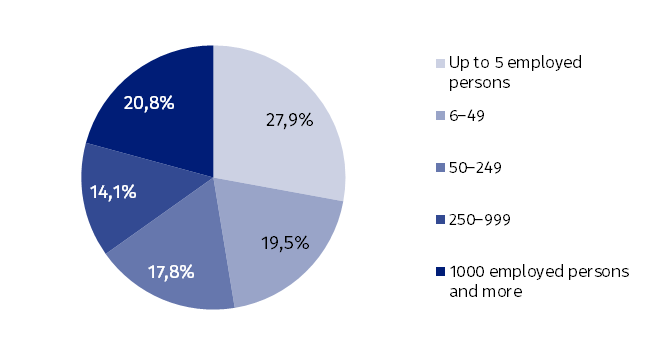 Up to 5 employed
persons
20,8%
27,9%
6–49
50–249
14,1%
250–999
19,5%
17,8%
1000 employed persons
and more